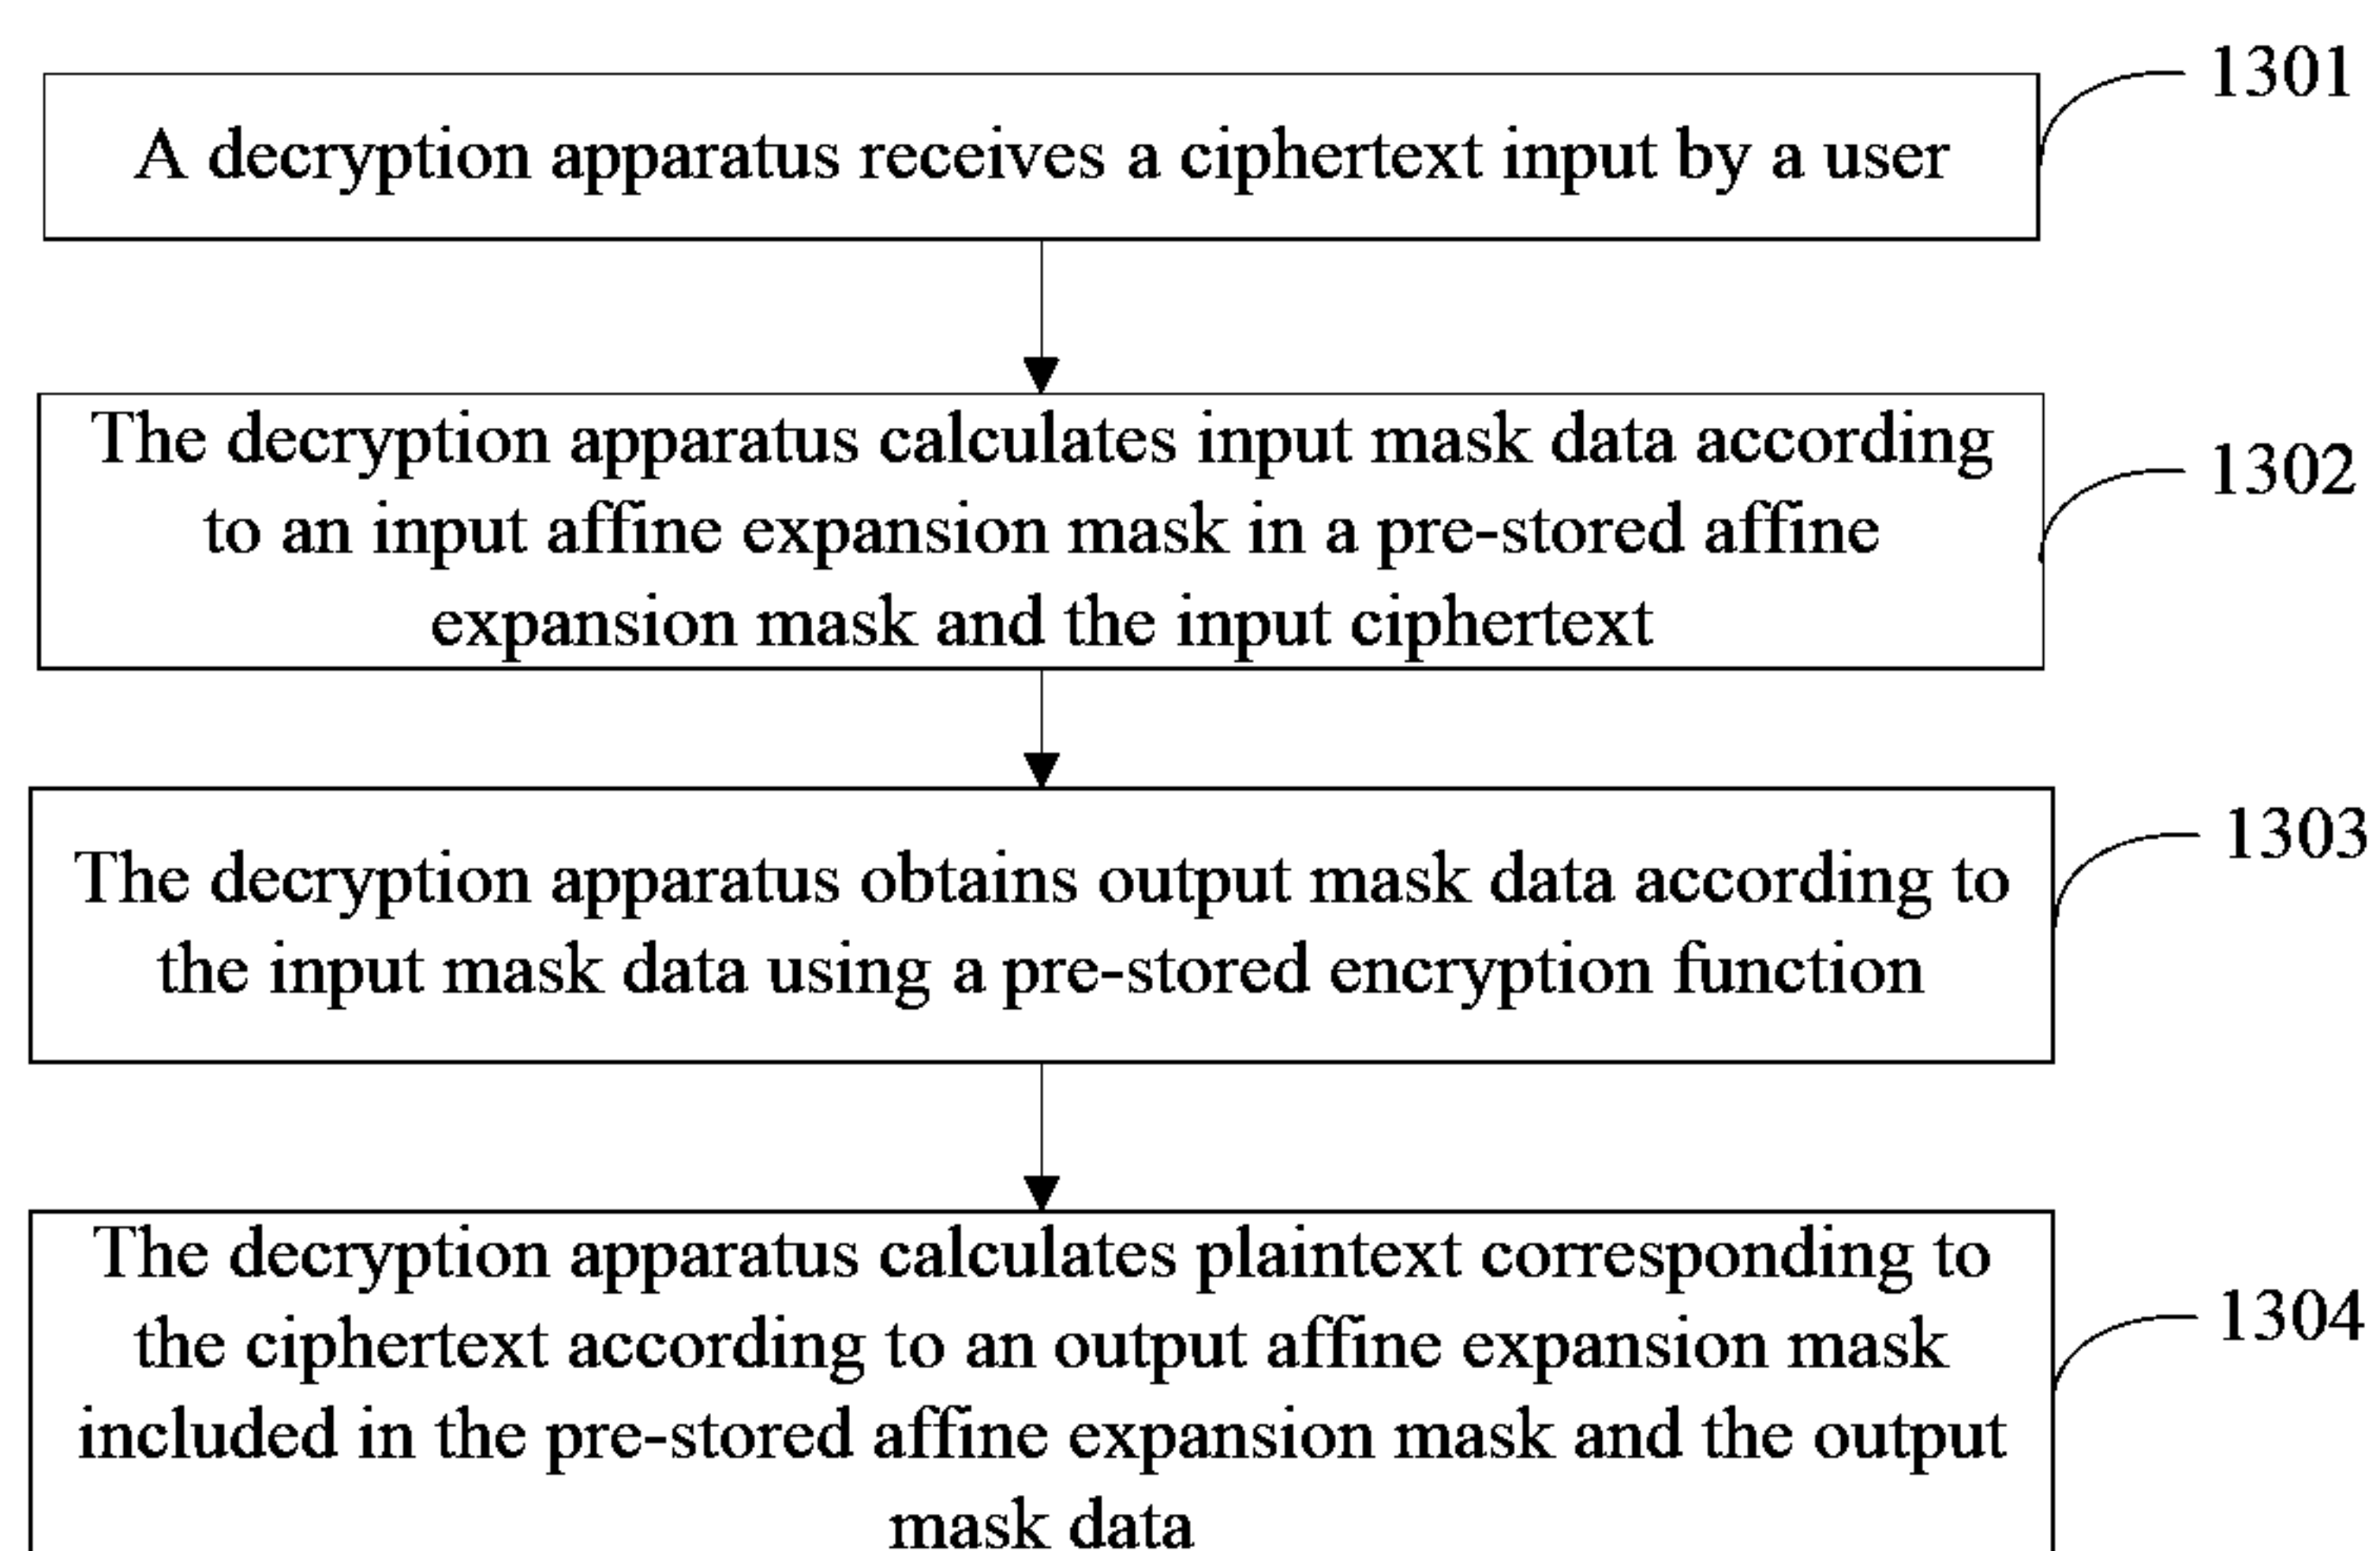 1301
A decryption apparatus receives a ciphertext input by a user
The decryption apparatus calculates input mask data according
to an input affine expansion mask in a pre-stored affine
expansion mask and the input ciphertext
1302
The decryption apparatus obtains output mask data according to
the input mask data using a pre-stored encryption function
1303
The decryption apparatus calculates plaintext corresponding to
the ciphertext according to an output affine expansion mask
included in the pre-stored affine expansion mask and the output
mask data
1304